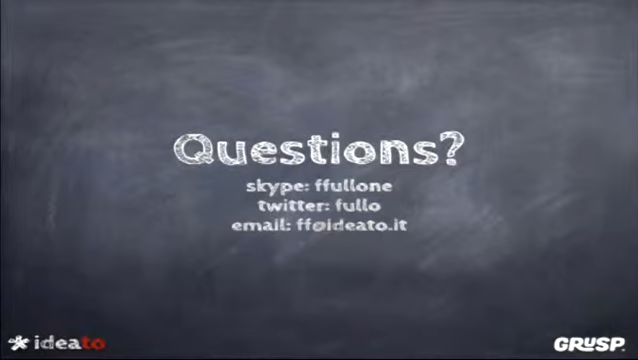 Questions?
skype: ffullone
twitter: fullo
email: ff@ideato.it
ideato
GRUSP